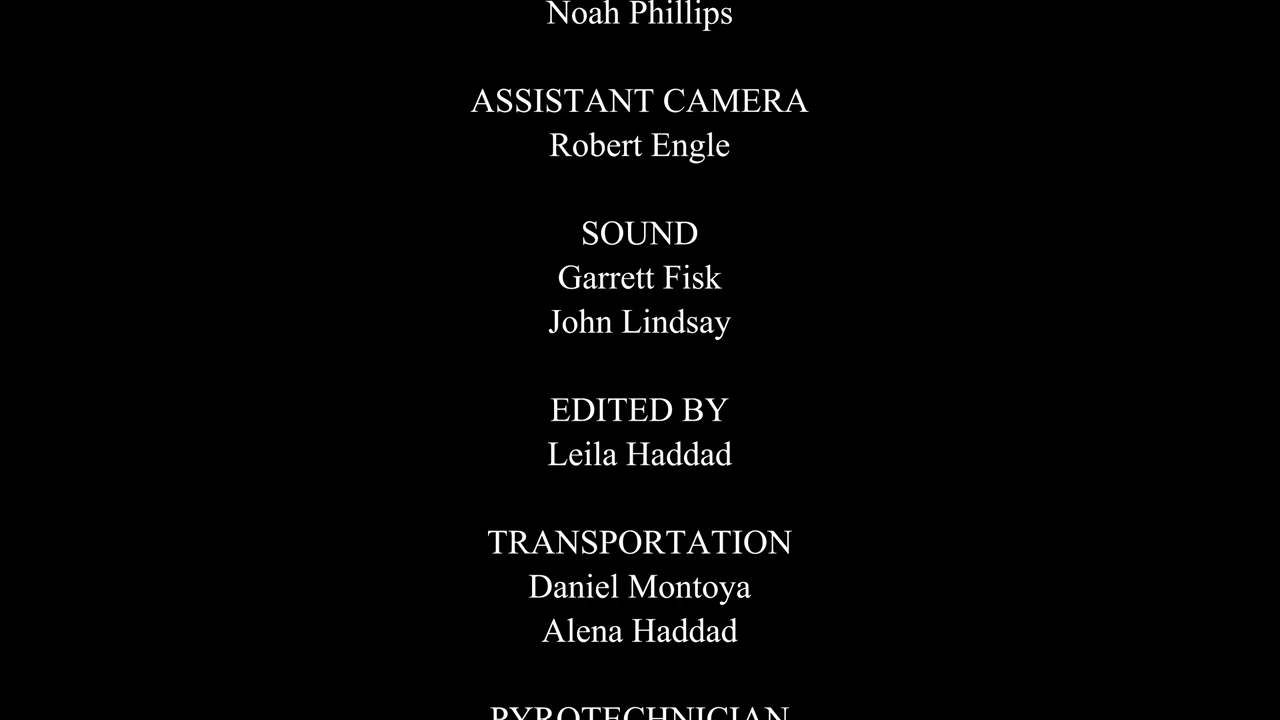 Noah Phillips
ASSISTANT CAMERA
Robert Engle
SOUND
Garrett Fisk
John Lindsay
EDITED BY
Leila Haddad
TRANSPORTATION
Daniel Montoya
Alena Haddad
PYROTECHNICIAN